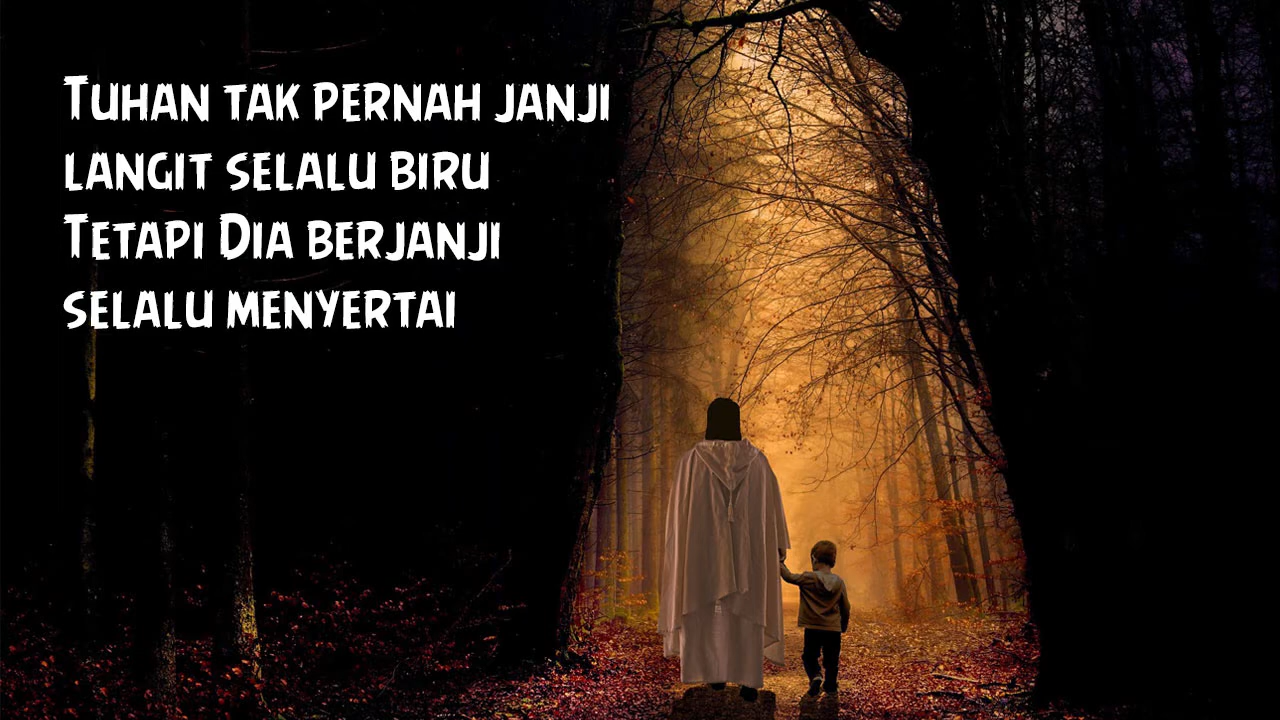 Tuhan tak pernah janji
langit selalu biru
Tetapi Dia berjanji
selalu menyertai